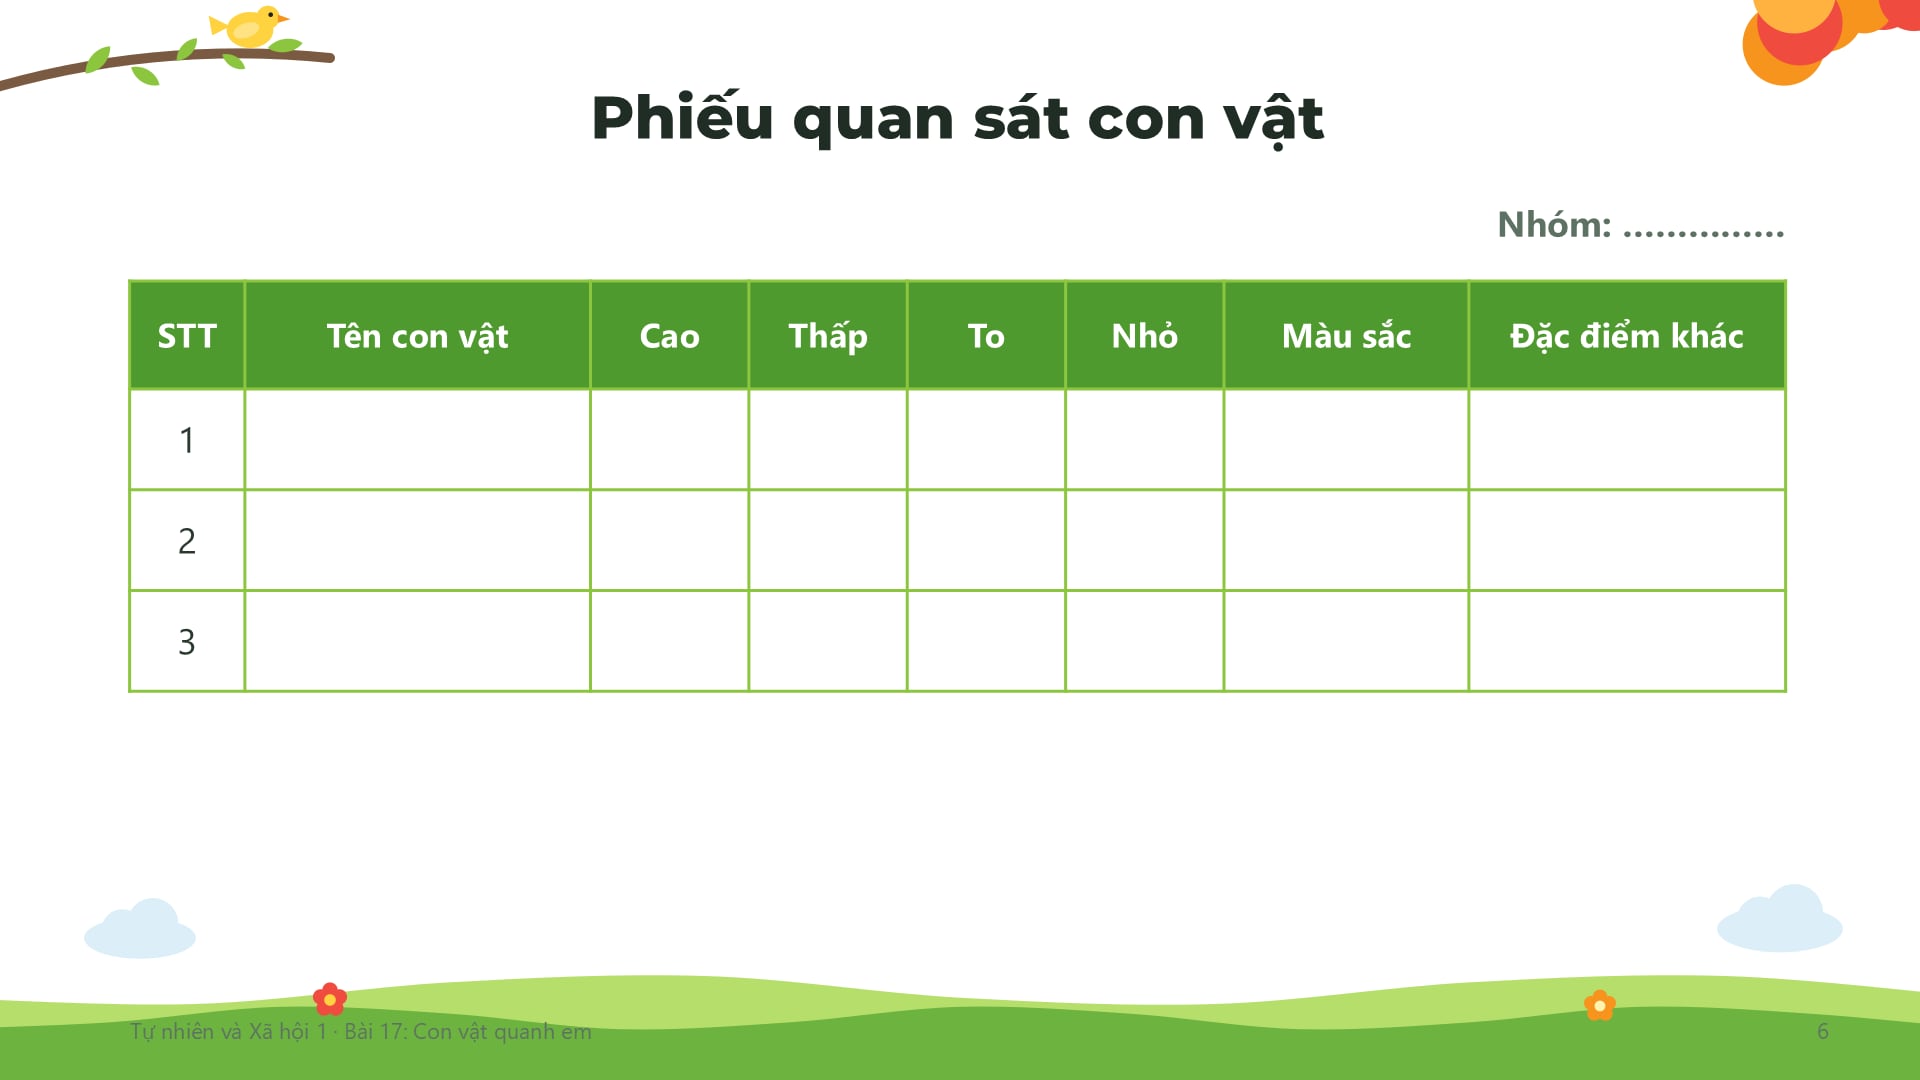 Phiếu quan sát con vật
Nhóm: ...............
STT Tên con vật Cao Thấp To Nhỏ Màu sắc Đặc điểm khác
1
2
3
Tự nhiên và Xã hội 1 · Bài 17: Con vật quanh em 6